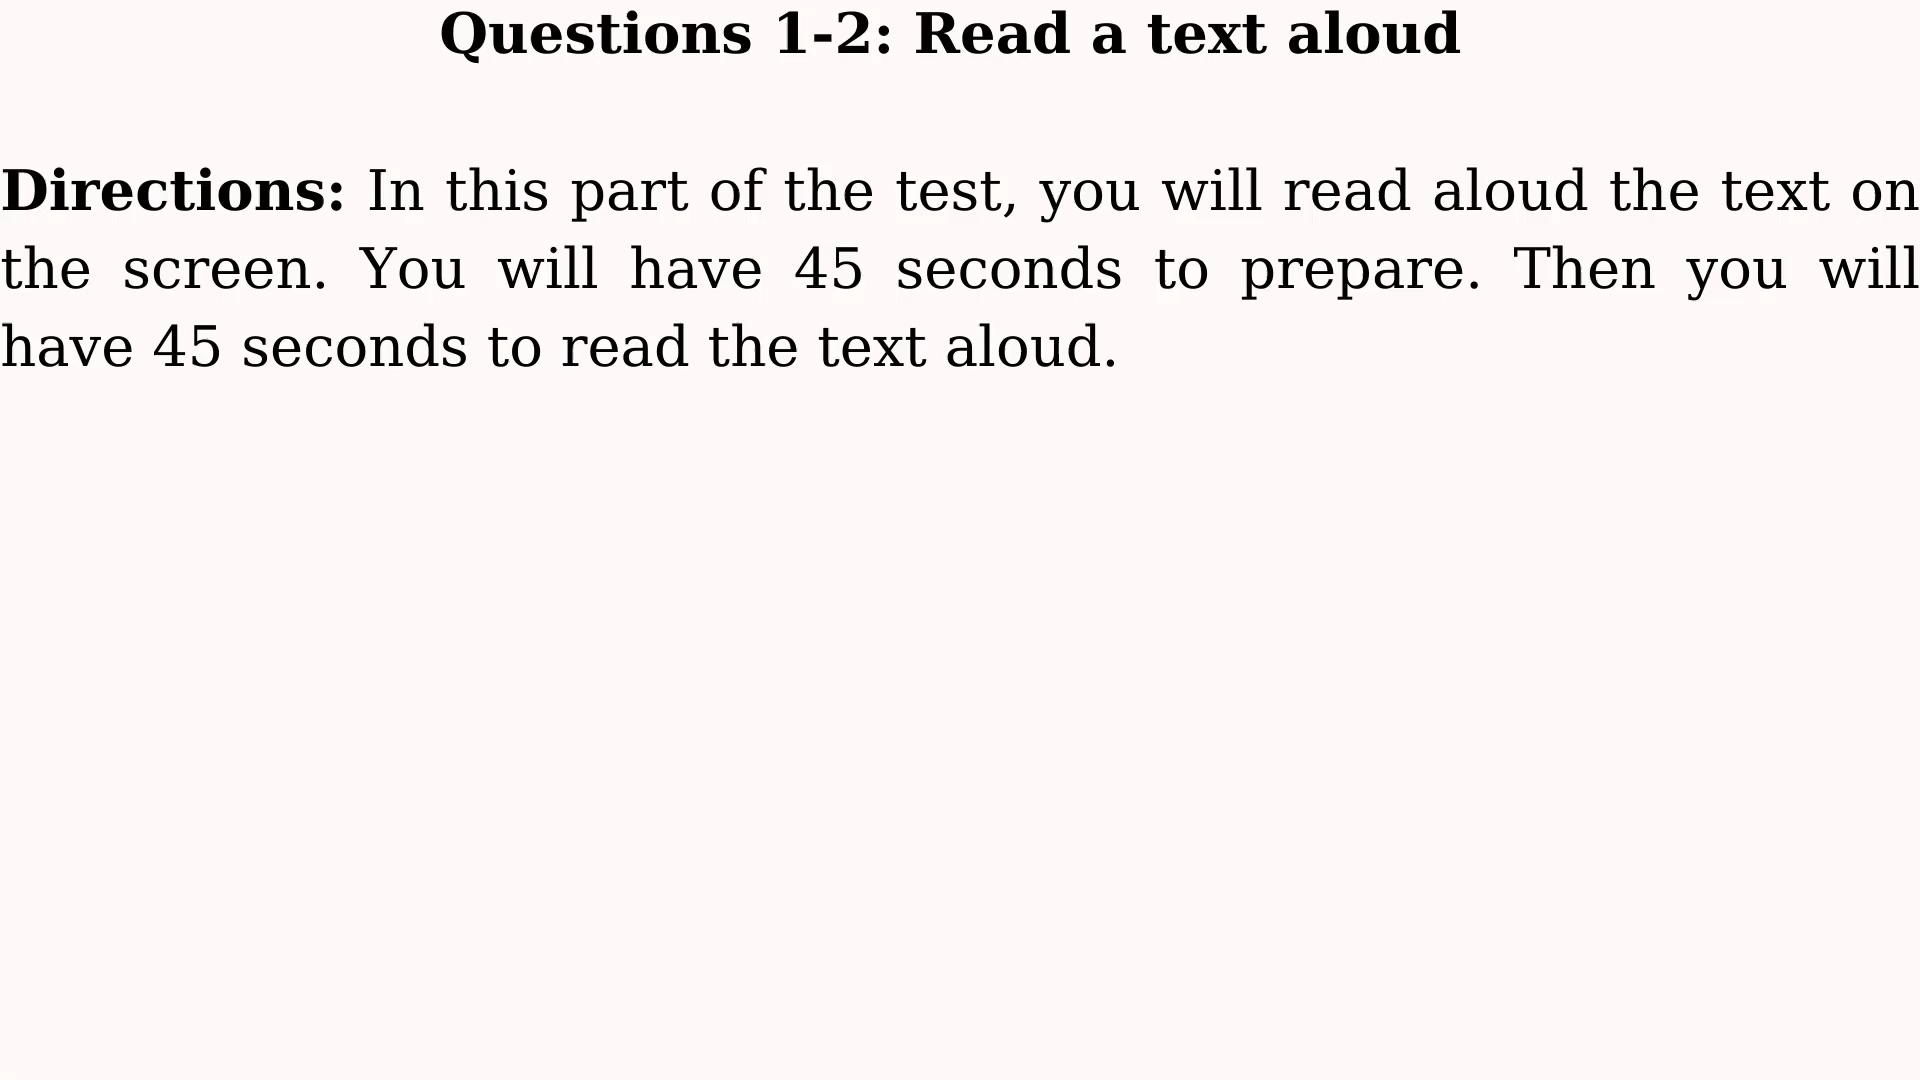 Questions 1-2: Read a text aloud
Directions: In this part of the test, you will read aloud the text on
the screen. You will have 45 seconds to prepare. Then you will
have 45 seconds to read the text aloud.